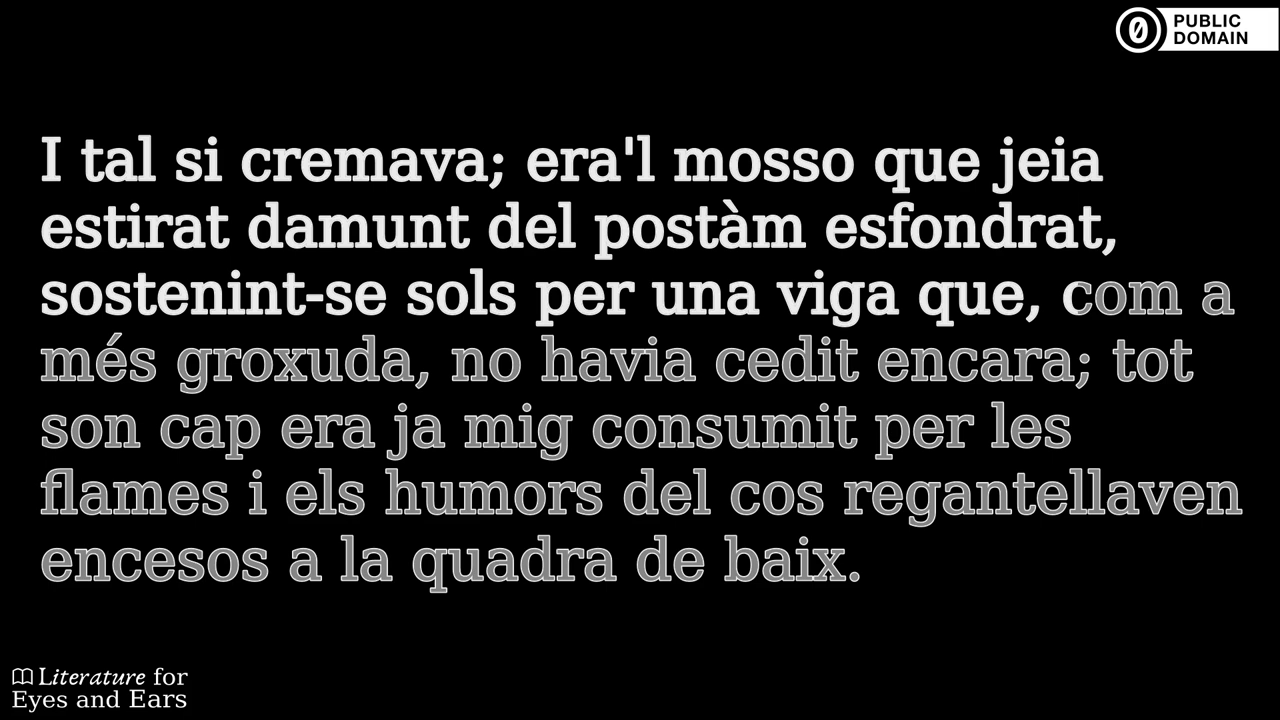 PUBLIC
DOMAIN
I tal si cremava; era'l mosso que jeia
estirat damunt del postàm esfondrat,
sostenint-se sols per una viga que, com a
més groxuda, no havia cedit encara; tot
son cap era ja mig consumit per les
flames i els humors del cos regantellaven
encesos a la quadra de baix.
Literature for
Eyes and Ears